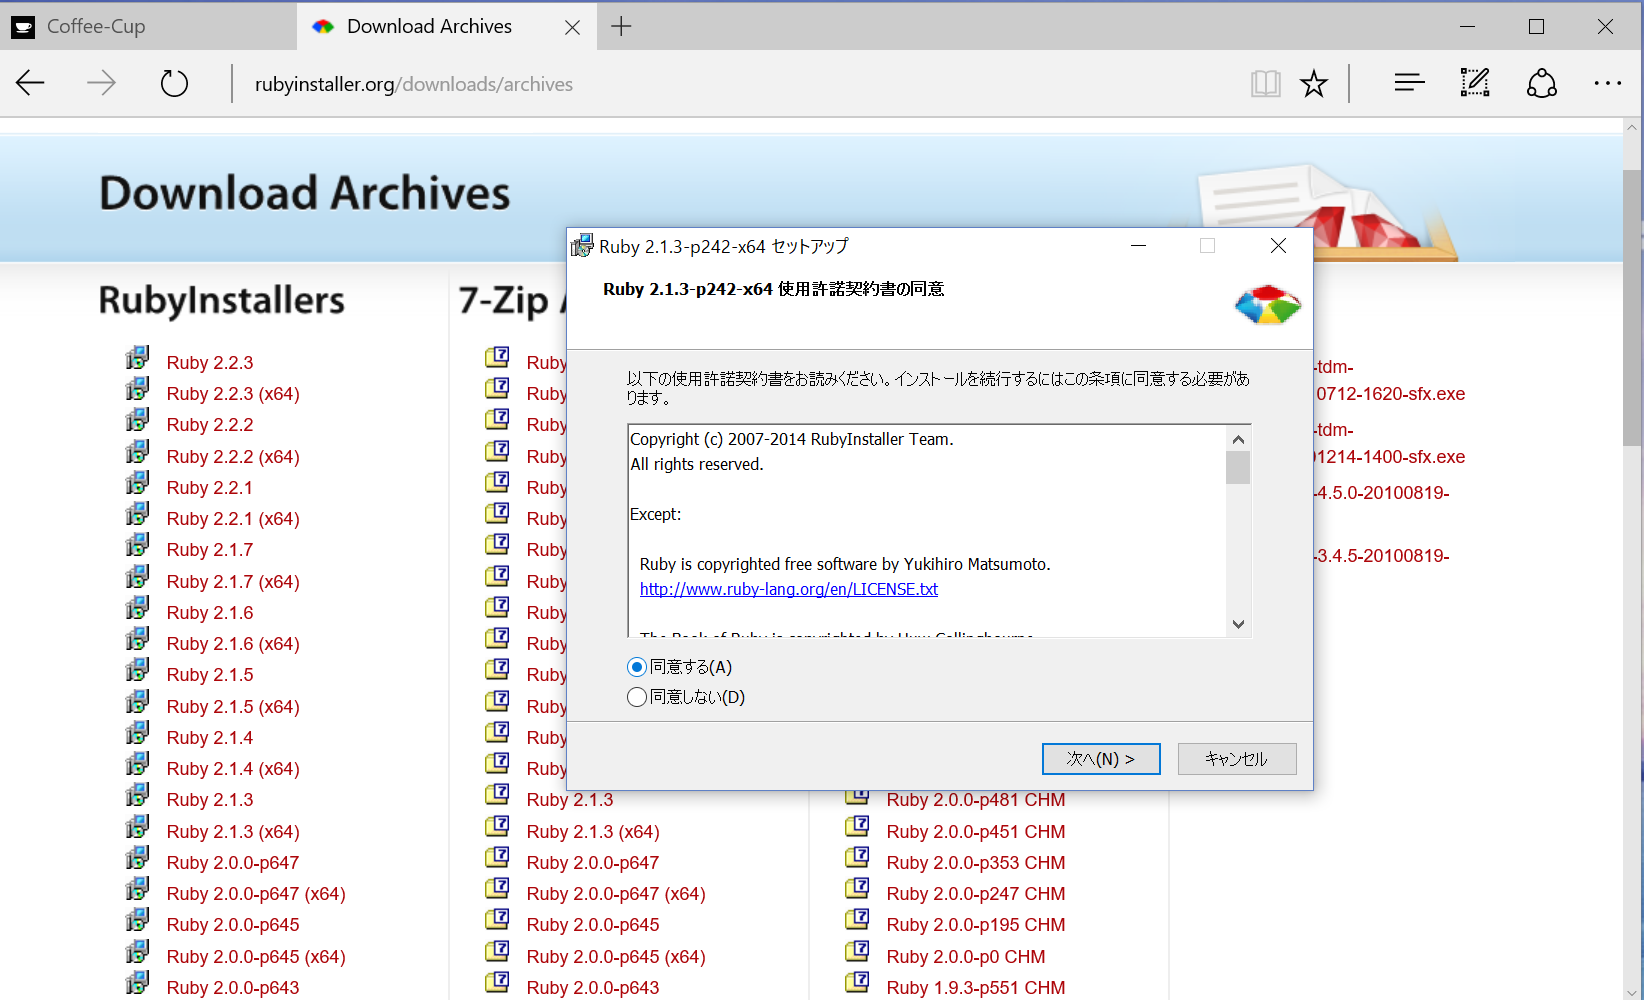 Coffee-Cup
Download Archives
rubyinstaller.org/downloads/archives
Download Archives
RubyInstallers
Ruby 2.2.3
Ruby 2.2.3 (x64)
Ruby 2.2.2
Ruby 2.2.2 (x64)
Ruby 2.2.1
Ruby 2.2.1 (x64)
Ruby 2.1.7
Ruby 2.1.7 (x64)
Ruby 2.1.6
Ruby 2.1.6 (x64)
Ruby 2.1.5
Ruby 2.1.5 (x64)
Ruby 2.1.4
Ruby 2.1.4 (x64)
Ruby 2.1.3
Ruby 2.1.3 (x64)
Ruby 2.0.0-p647
Ruby 2.0.0-p647 (x64)
Ruby 2.0.0-p645
Ruby 2.0.0-p645 (x64)
Ruby 2.0.0-p643
7-Zip
Ruby
Ruby
Ruby
Ruby
Ruby
Ruby
Ruby
Ruby
Ruby
Ruby
Ruby
Ruby
Ruby
Ruby
Ruby 2.1.3
Ruby 2.1.3 (x64)
Ruby 2.0.0-p647
Ruby 2.0.0-p647 (x64)
Ruby 2.0.0-p645
Ruby 2.0.0-p645 (x64)
Ruby 2.0.0-p643
Ruby 2.1.3-p242-x64 セットアップ
Ruby 2.1.3-p242-x64 使用許諾契約書の同意
以下の使用許諾契約書をお読みください。インストールを続行するにはこの条項に同意する必要があ
ります。
Copyright (c) 2007-2014 RubyInstaller Team.
All rights reserved.
Except:
Ruby is copyrighted free software by Yukihiro Matsumoto.
http://www.ruby-lang.org/en/LICENSE.txt
The Book of Ruby is copyrighted by Huw Collingbourne
同意する(A)
同意しない(D)
次へ(N) >
キャンセル
Ruby 2.0.0-p481 CHM
Ruby 2.0.0-p451 CHM
Ruby 2.0.0-p353 CHM
Ruby 2.0.0-p247 CHM
Ruby 2.0.0-p195 CHM
Ruby 2.0.0-p0 CHM
Ruby 1.9.3-p551 CHM
-tdm-
0712-1620-sfx.exe
-tdm-
01214-1400-sfx.exe
-4.5.0-20100819-
-3.4.5-20100819-